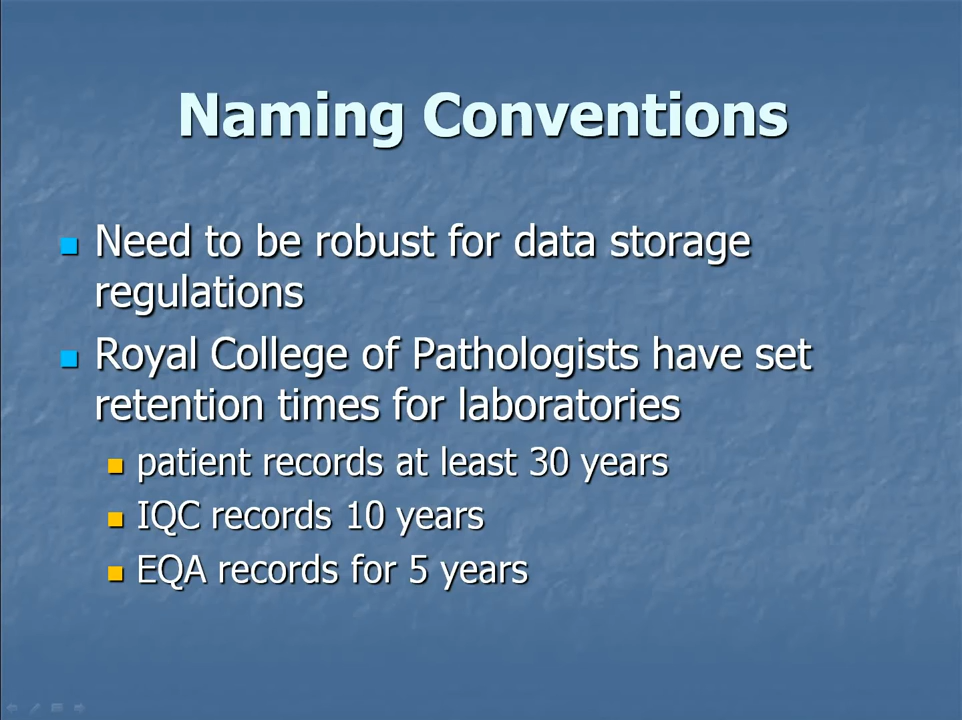 Naming Conventions
Need to be robust for data storage
regulations
Royal College of Pathologists have set
retention times for laboratories
patient records at least 30 years
IQC records 10 years
EQA records for 5 years